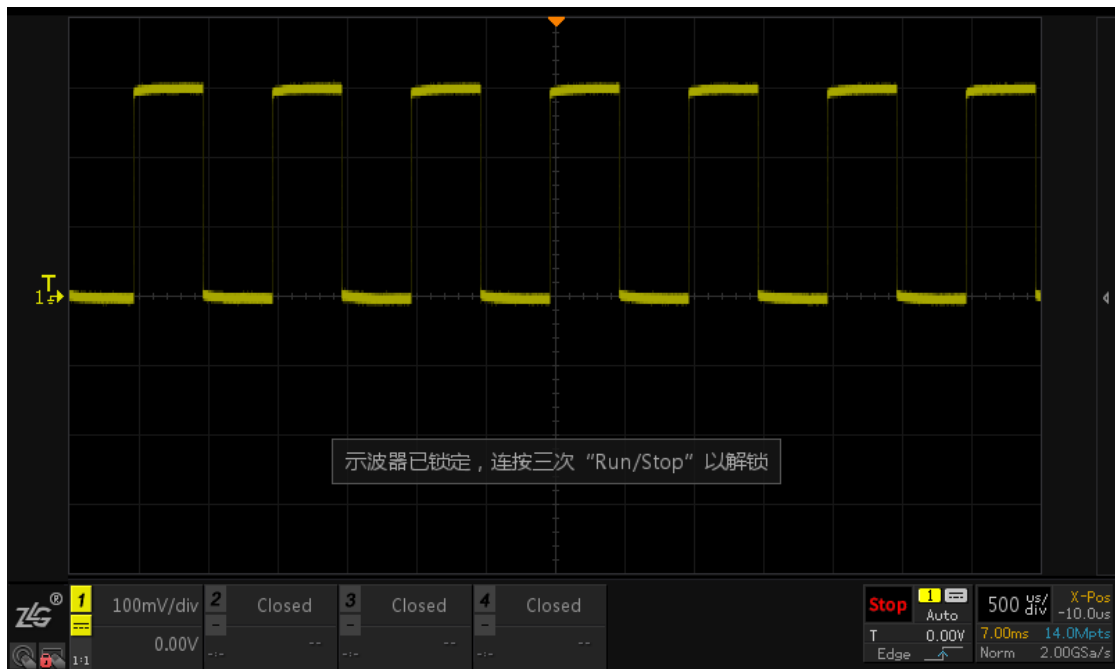 T
1
示波器已锁定，连按三次“Run/Stop”以解锁
ZLG®
1
100mV/div
0.00V
1:1
2
Closed
-
-:-
--
3
Closed
-
-:-
--
4
Closed
-
-:-
--
Stop
1
Auto
T 0.00V
Edge
500 us/div
X-Pos
-10.0us
7.00ms 14.0Mpts
Norm 2.00GSa/s